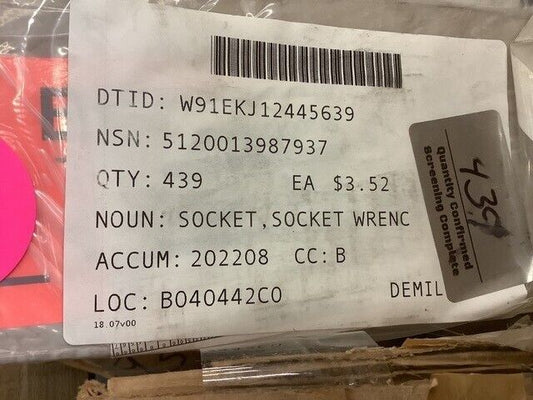 DTID: W91EKJ12445639
NSN: 5120013987937
QTY: 439 EA $3.52
NOUN: SOCKET,SOCKET WRENC
ACCUM: 202208 CC: B
LOC: B040442C0 DEMIL
18.07v00
439
Quantity Confirmed
Screening Complete